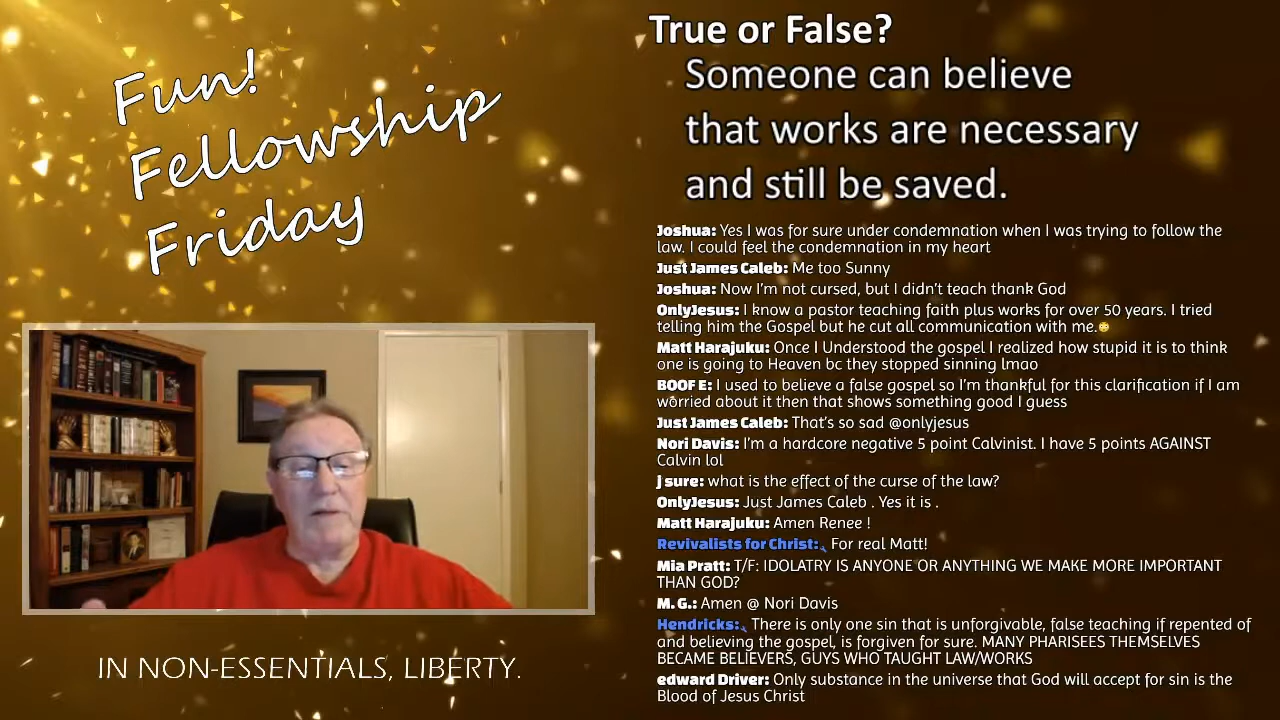 Fun!
Fellowship
Friday
IN NON-ESSENTIALS, LIBERTY.
True or False?
Someone can believe
that works are necessary
and still be saved.
Joshua: Yes I was for sure under condemnation when I was trying to follow the
law. I could feel the condemnation in my heart
Just James Caleb: Me too Sunny
Joshua: Now I'm not cursed, but I didn't teach thank God
OnlyJesus: I know a pastor teaching faith plus works for over 50 years. I tried
telling him the Gospel but he cut all communication with me.
Matt Harajuku: Once I Understood the gospel I realized how stupid it is to think
one is going to Heaven bc they stopped sinning lmao
BOOF E: I used to believe a false gospel so I'm thankful for this clarification if I am
worried about it then that shows something good I guess
Just James Caleb: That's so sad @onlyjesus
Nori Davis: I'm a hardcore negative 5 point Calvinist. I have 5 points AGAINST
Calvin lol
j sure: what is the effect of the curse of the law?
OnlyJesus: Just James Caleb . Yes it is .
Matt Harajuku: Amen Renee !
Revivalists for Christ: For real Matt!
Mia Pratt: T/F: IDOLATRY IS ANYONE OR ANYTHING WE MAKE MORE IMPORTANT
THAN GOD?
M. G.: Amen @ Nori Davis
Hendricks: There is only one sin that is unforgivable, false teaching if repented of
and believing the gospel, is forgiven for sure. MANY PHARISEES THEMSELVES
BECAME BELIEVERS, GUYS WHO TAUGHT LAW/WORKS
edward Driver: Only substance in the universe that God will accept for sin is the
Blood of Jesus Christ